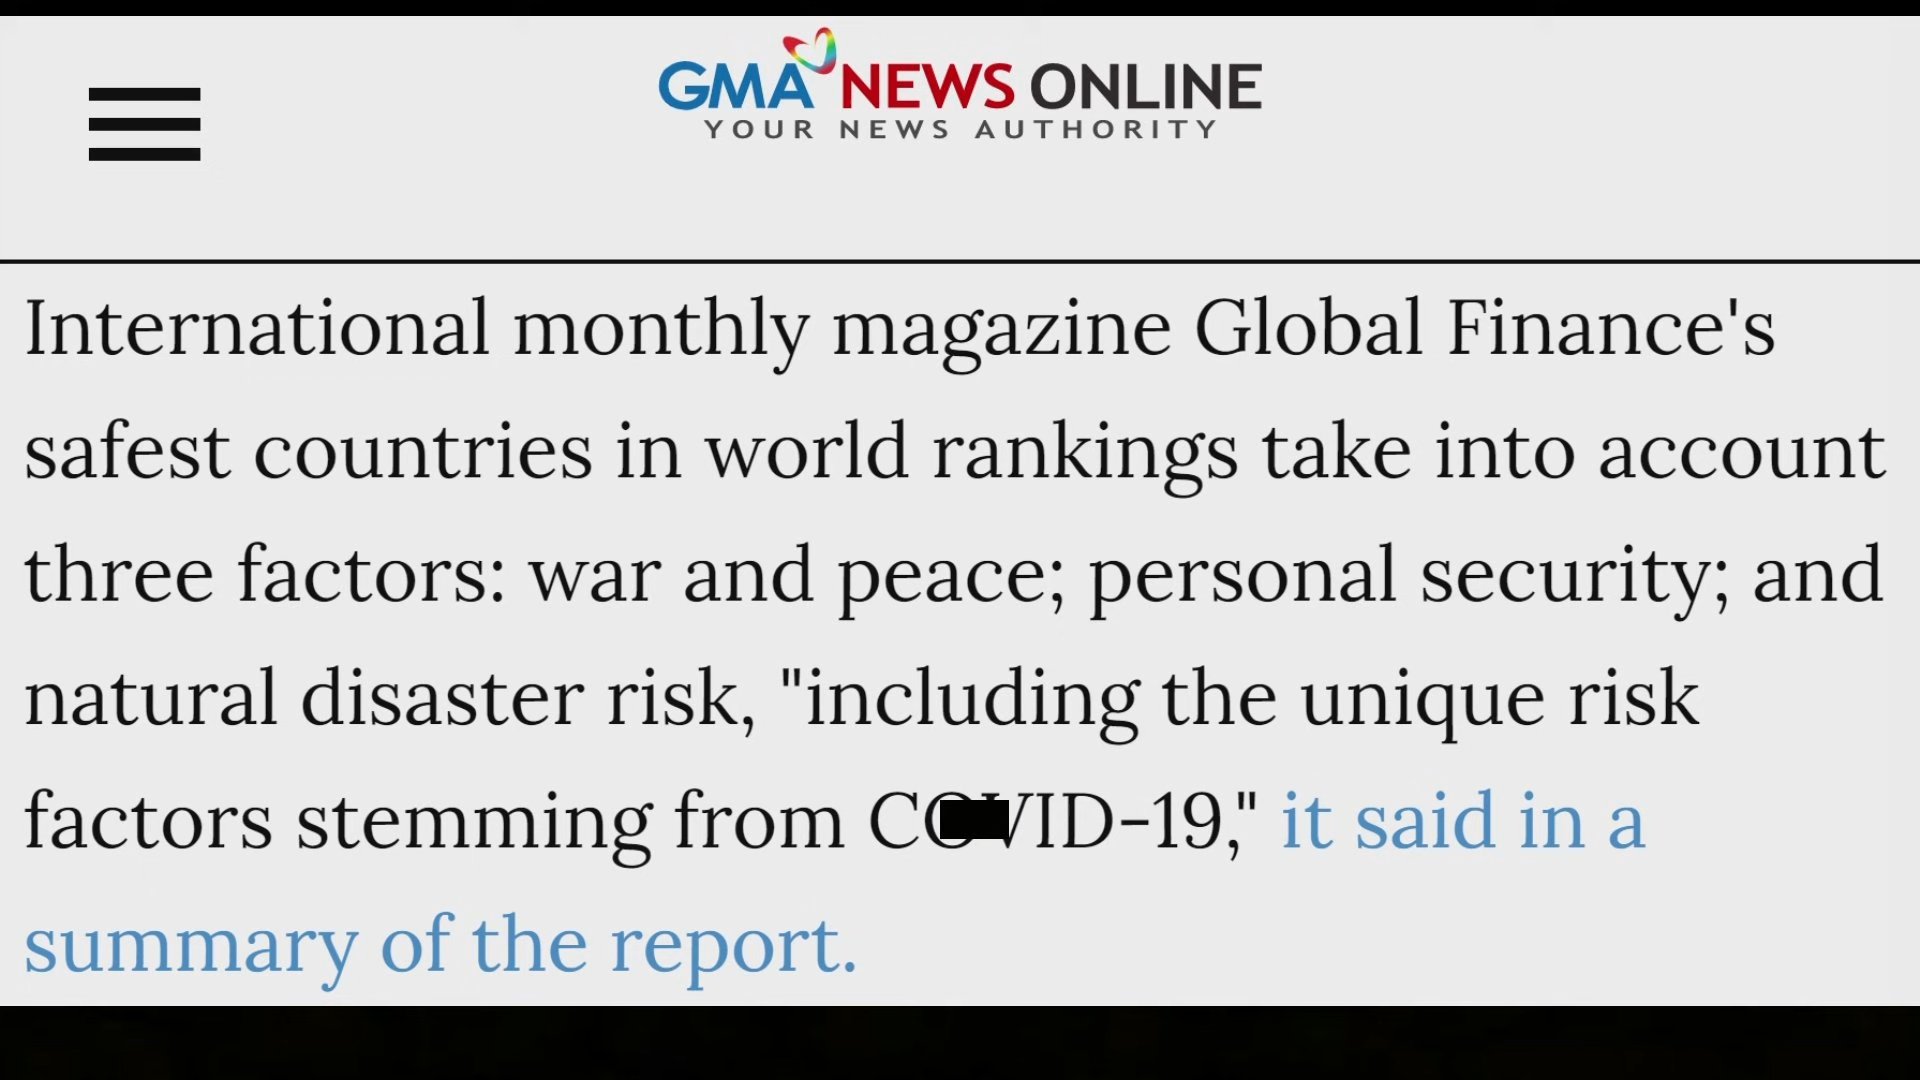 GMA NEWS ONLINE
YOUR NEWS AUTHORITY
International monthly magazine Global Finance's
safest countries in world rankings take into account
three factors: war and peace; personal security; and
natural disaster risk, "including the unique risk
factors stemming from COVID-19," it said in a
summary of the report.